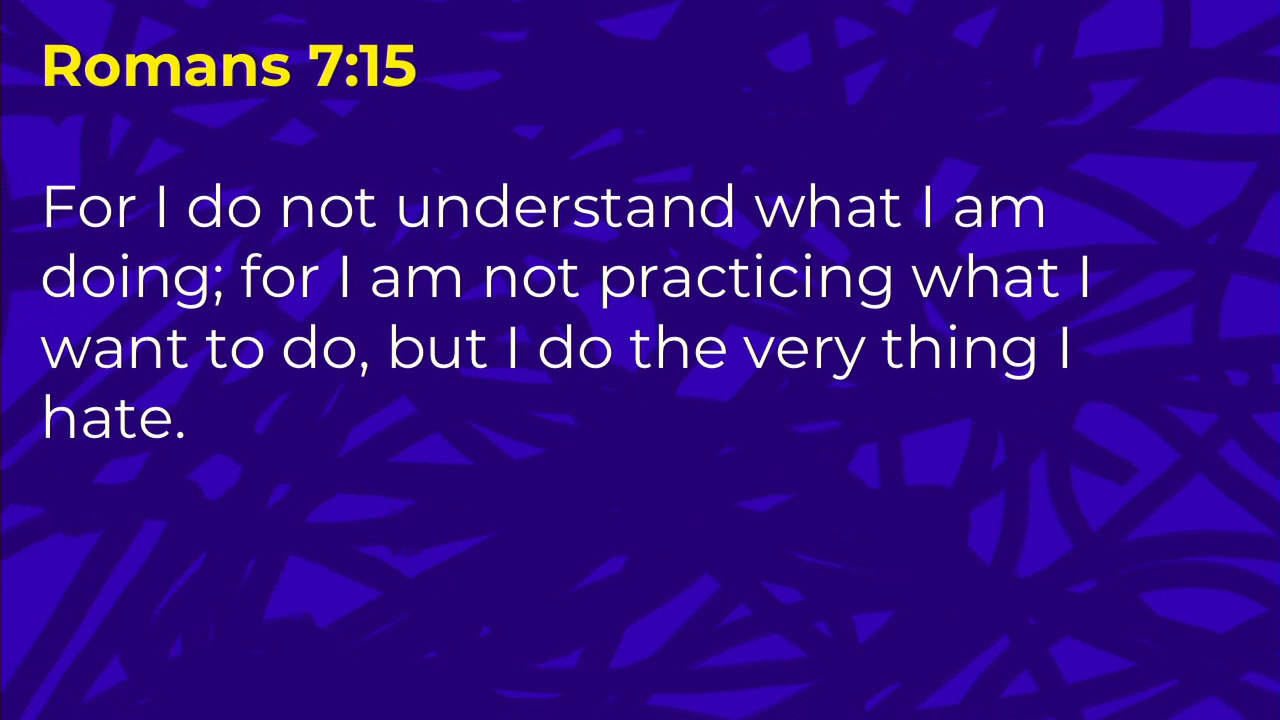 Romans 7:15
For I do not understand what I am
doing; for I am not practicing what I
want to do, but I do the very thing I
hate.